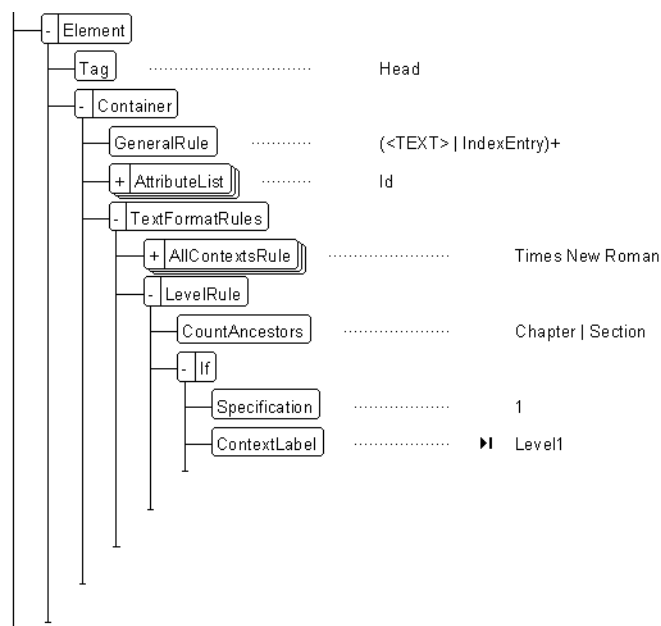 - Element
Tag Head
- Container
GeneralRule (<TEXT> | IndexEntry)+
+ AttributeList Id
- TextFormatRules
+ AllContextsRule Times New Roman
- LevelRule
CountAncestors Chapter | Section
- If
Specification 1
ContextLabel Level1